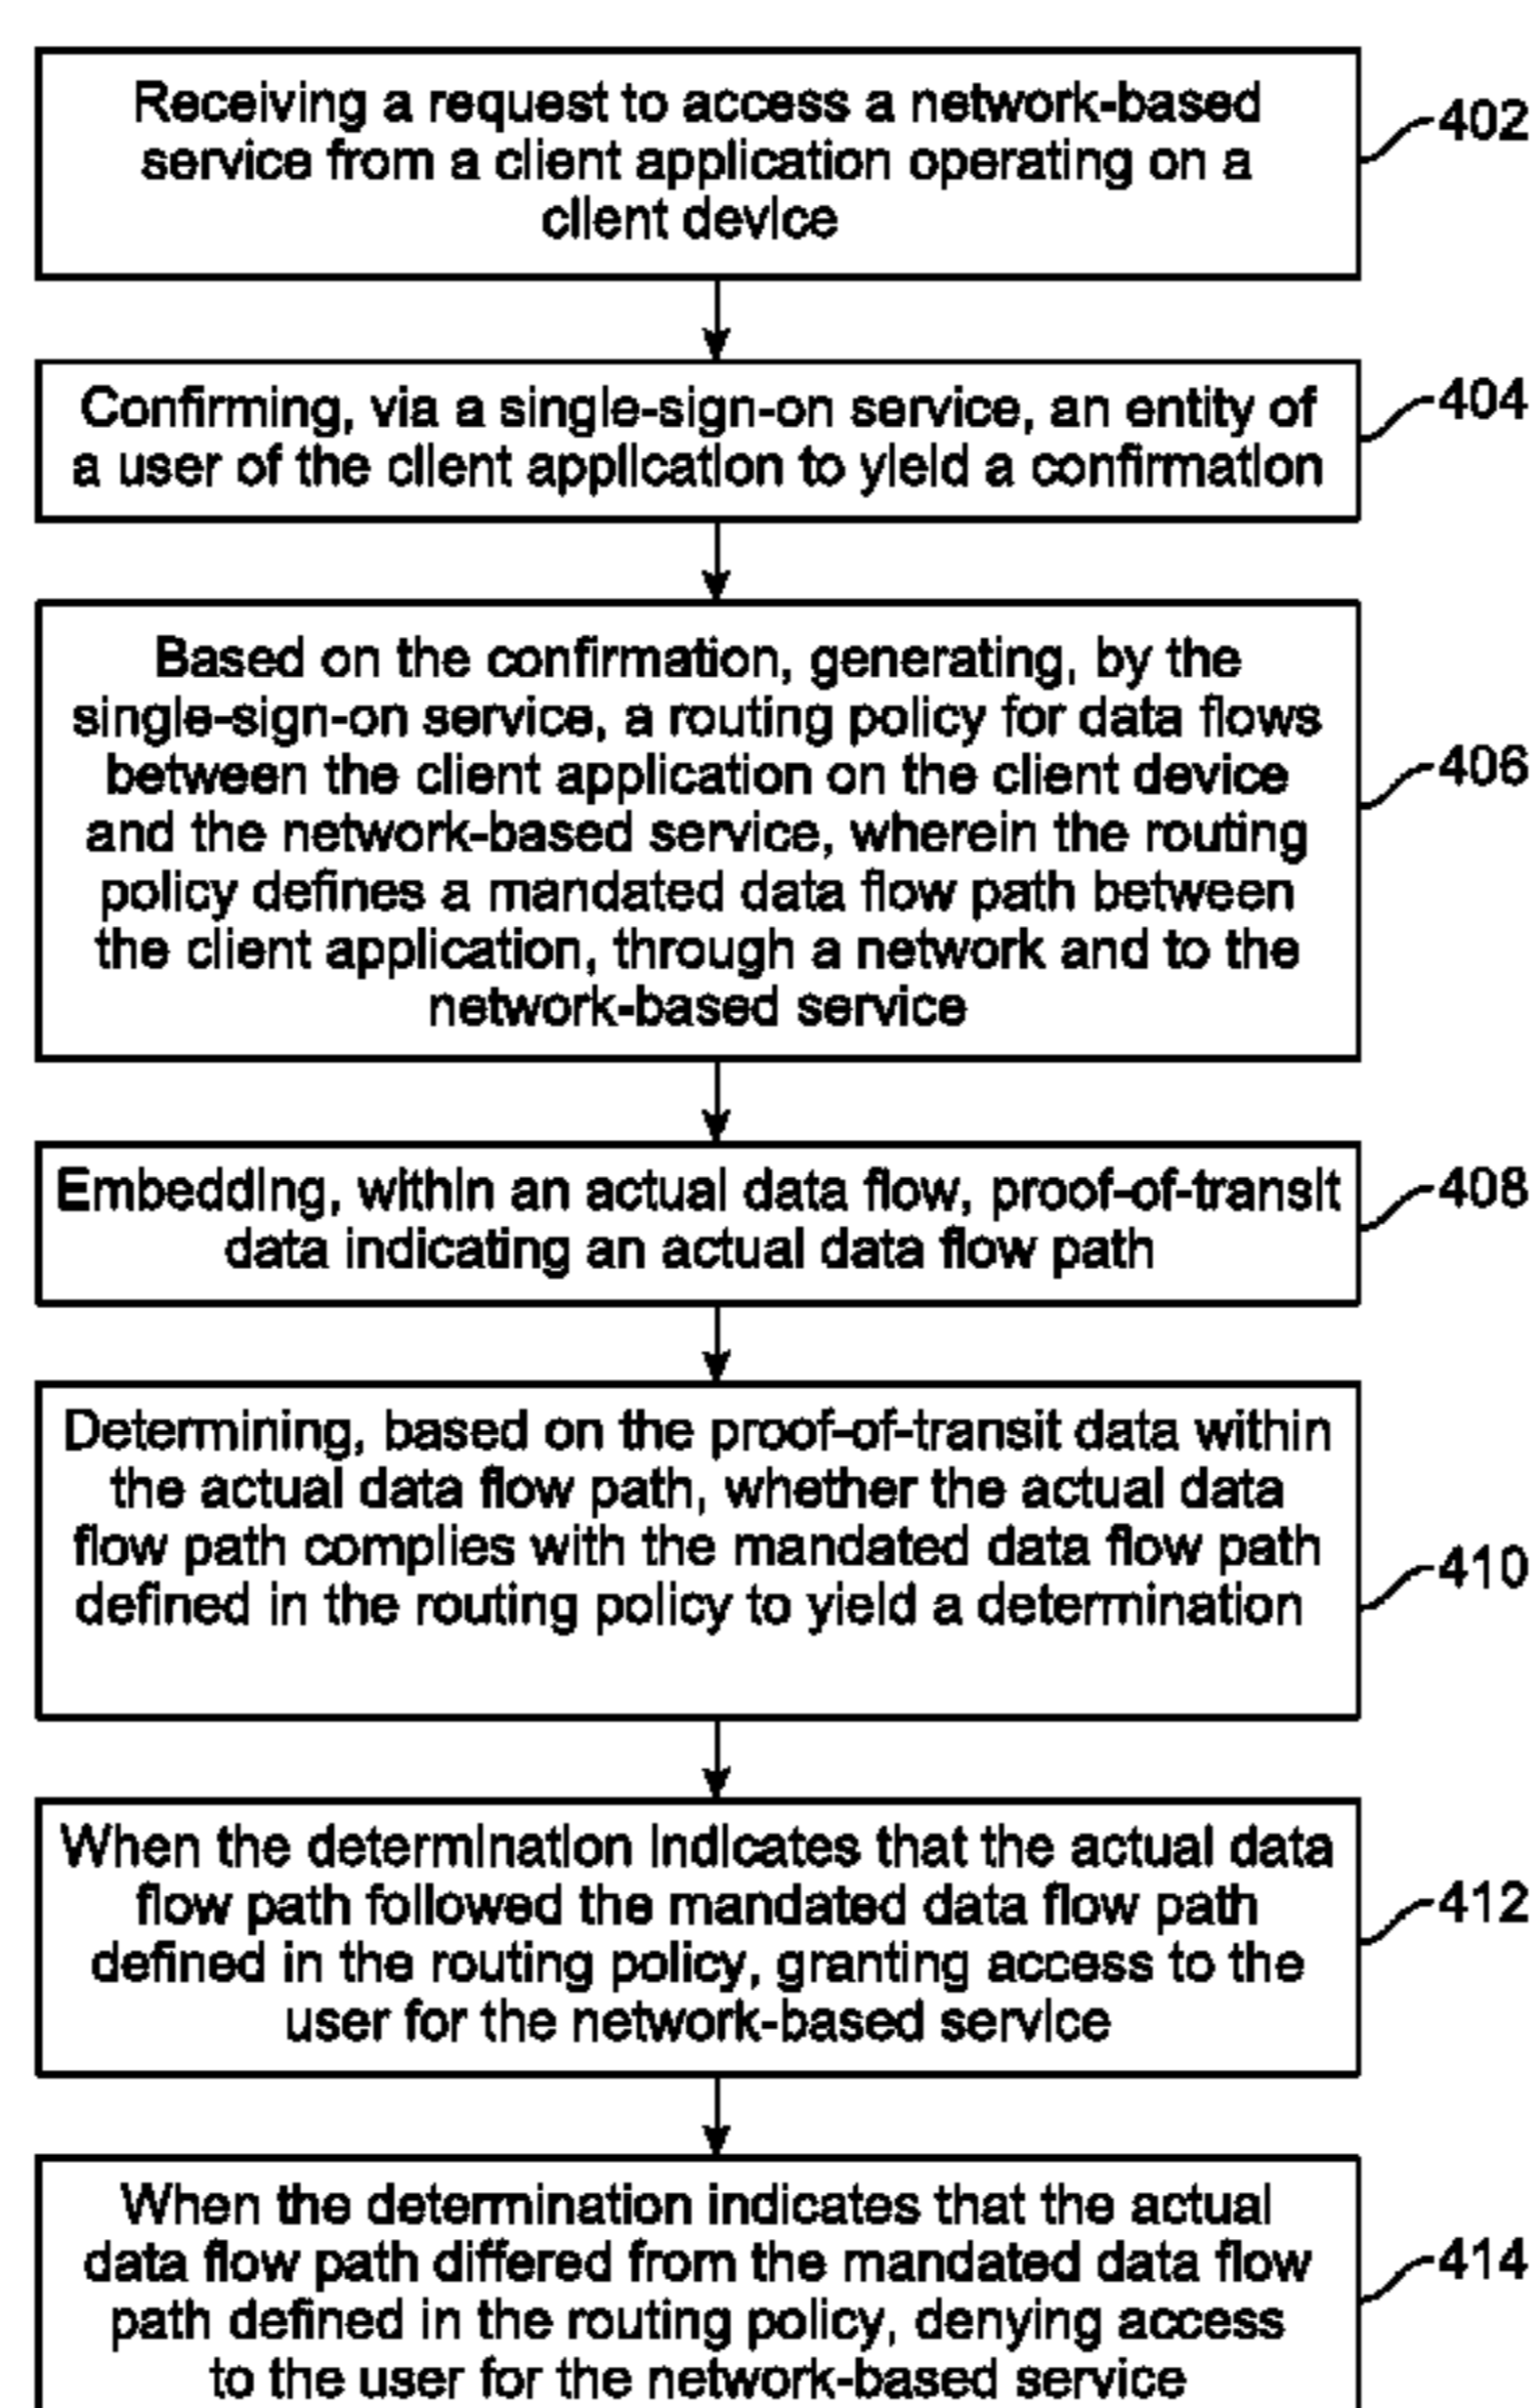 Receiving a request to access a network-based
service from a client application operating on a
client device
402
Confirming, via a single-sign-on service, an entity of
a user of the client application to yield a confirmation
404
Based on the confirmation, generating, by the
single-sign-on service, a routing policy for data flows
between the client application on the client device
and the network-based service, wherein the routing
policy defines a mandated data flow path between
the client application, through a network and to the
network-based service
406
Embedding, within an actual data flow, proof-of-transit
data indicating an actual data flow path
408
Determining, based on the proof-of-transit data within
the actual data flow path, whether the actual data
flow path complies with the mandated data flow path
defined in the routing policy to yield a determination
410
When the determination indicates that the actual data
flow path followed the mandated data flow path
defined in the routing policy, granting access to the
user for the network-based service
412
When the determination indicates that the actual
data flow path differed from the mandated data flow
path defined in the routing policy, denying access
to the user for the network-based service
414